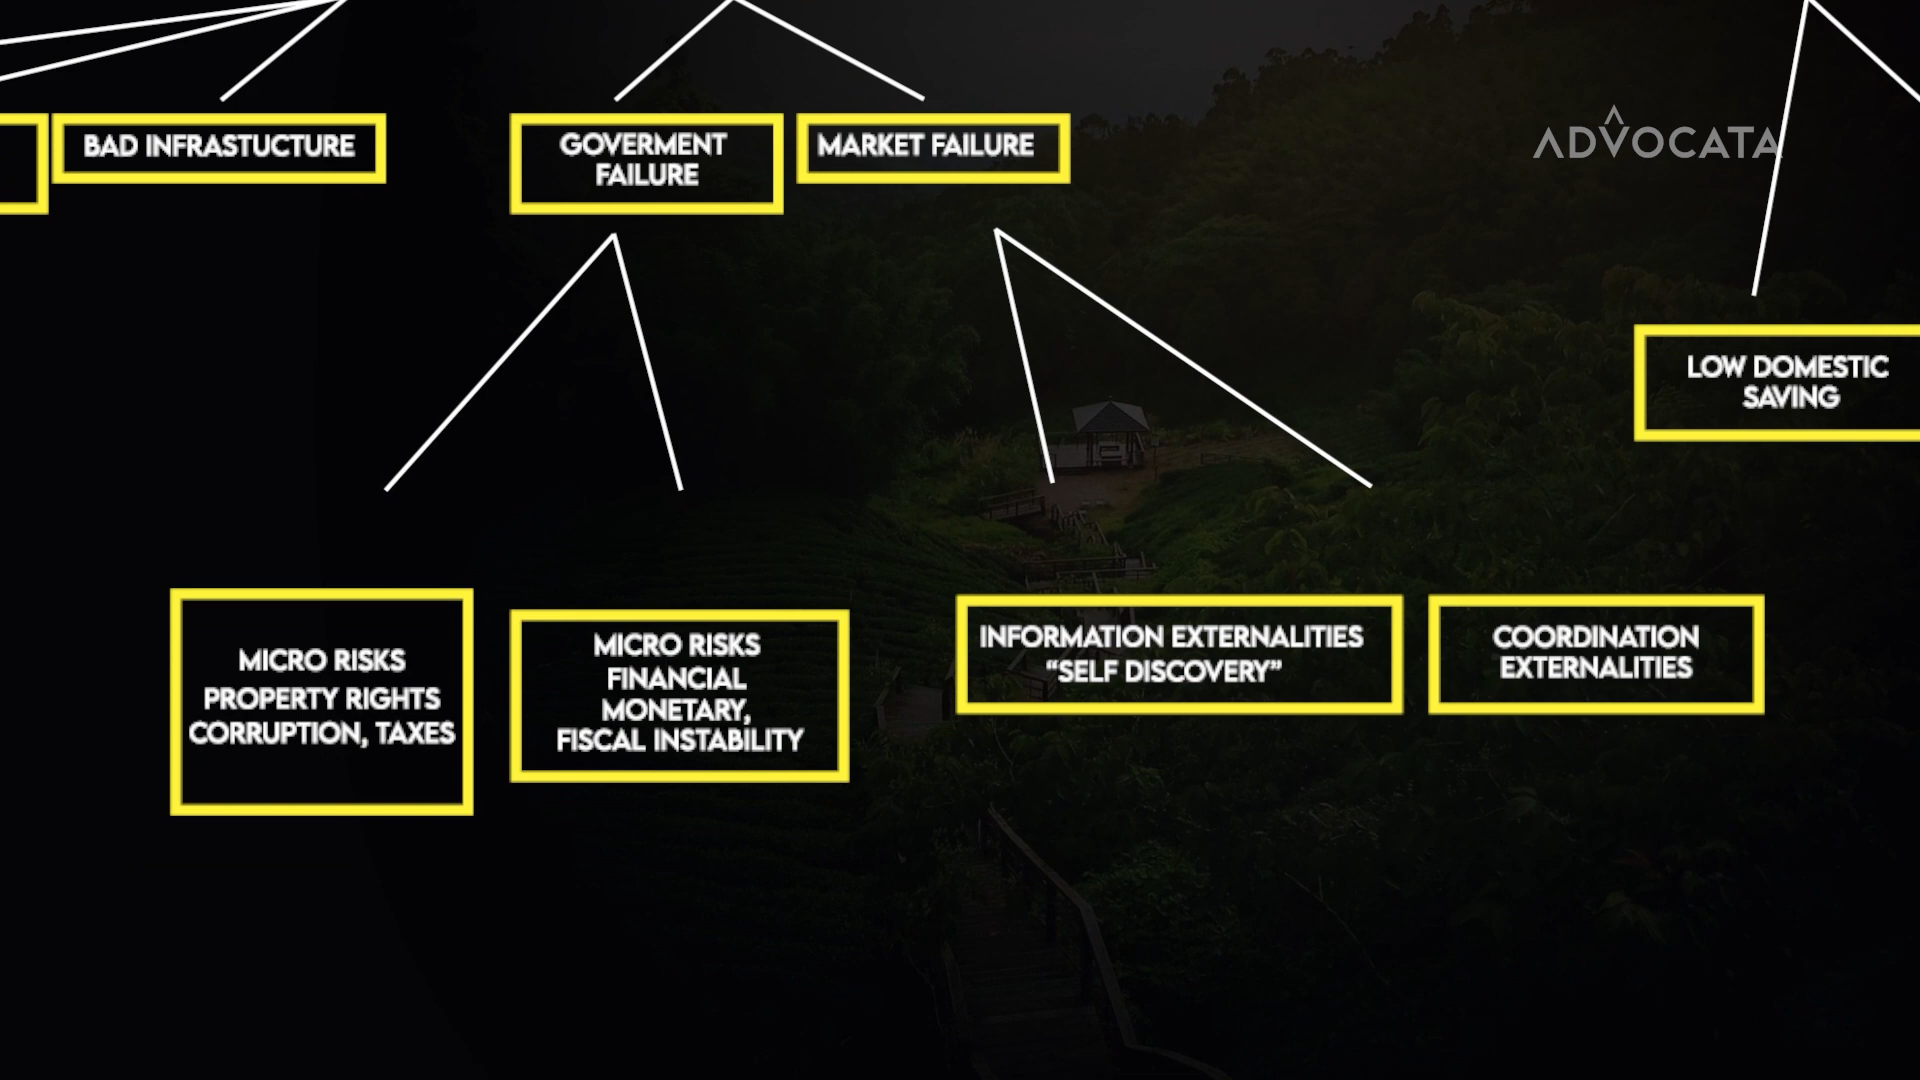 BAD INFRASTUCTURE
GOVERMENT
FAILURE
MARKET FAILURE
ADVOCATA
LOW DOMESTIC
SAVING
MICRO RISKS
PROPERTY RIGHTS
CORRUPTION, TAXES
MICRO RISKS
FINANCIAL
MONETARY,
FISCAL INSTABILITY
INFORMATION EXTERNALITIES
“SELF DISCOVERY”
COORDINATION
EXTERNALITIES